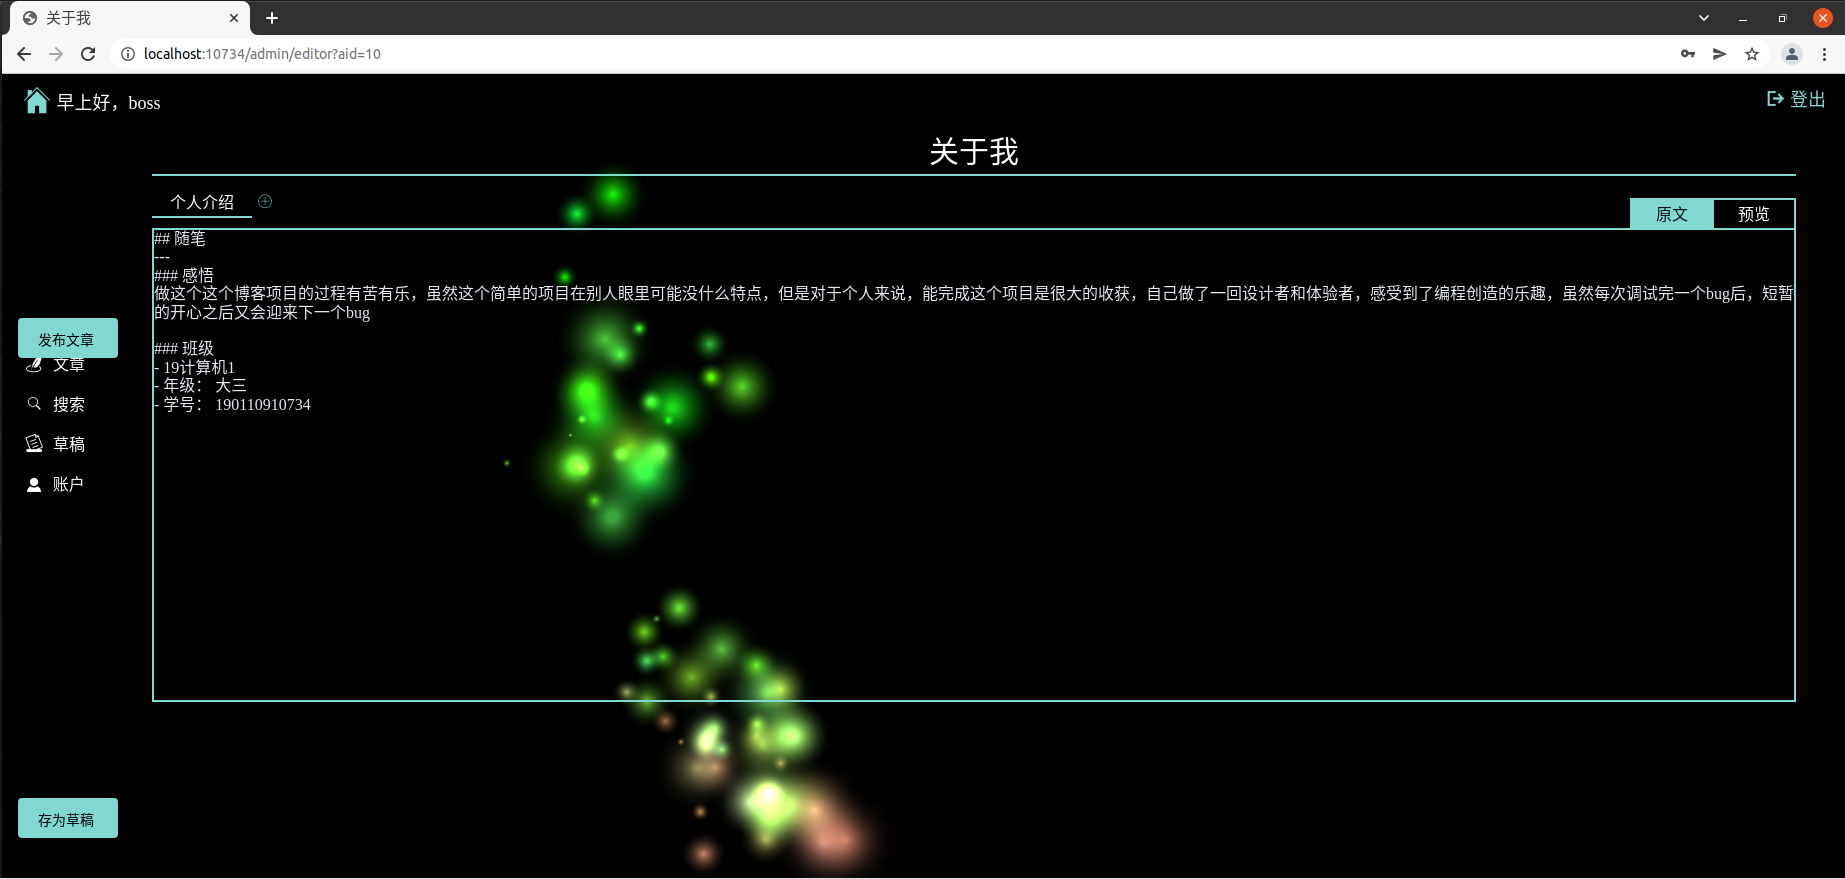 关于我
localhost:10734/admin/editor?aid=10
早上好，boss
登出
关于我
个人介绍
原文
预览
## 随笔
---
### 感悟
做这个这个博客项目的过程有苦有乐，虽然这个简单的项目在别人眼里可能没什么特点，但是对于个人来说，能完成这个项目是很大的收获，自己做了一回设计者和体验者，感受到了编程创造的乐趣，虽然每次调试完一个bug后，短暂
的开心之后又会迎来下一个bug
### 班级
- 19计算机1
- 年级： 大三
- 学号： 190110910734
发布文章
文章
搜索
草稿
账户
存为草稿